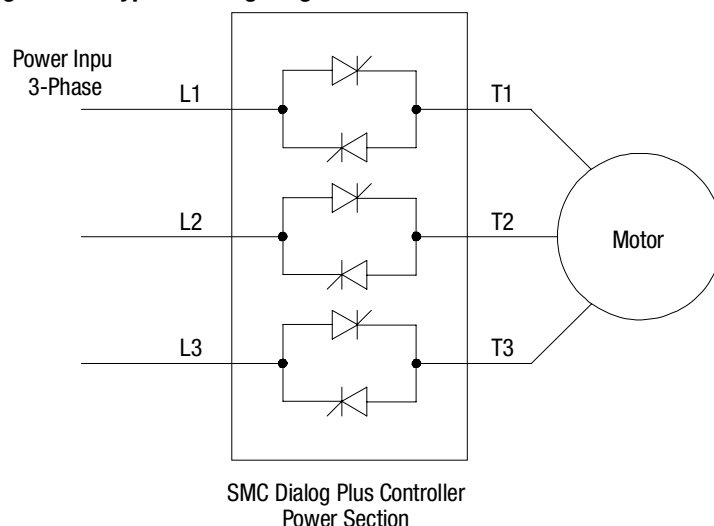 Power Inpu
3-Phase
L1
T1
L2
T2
Motor
L3
T3
SMC Dialog Plus Controller
Power Section